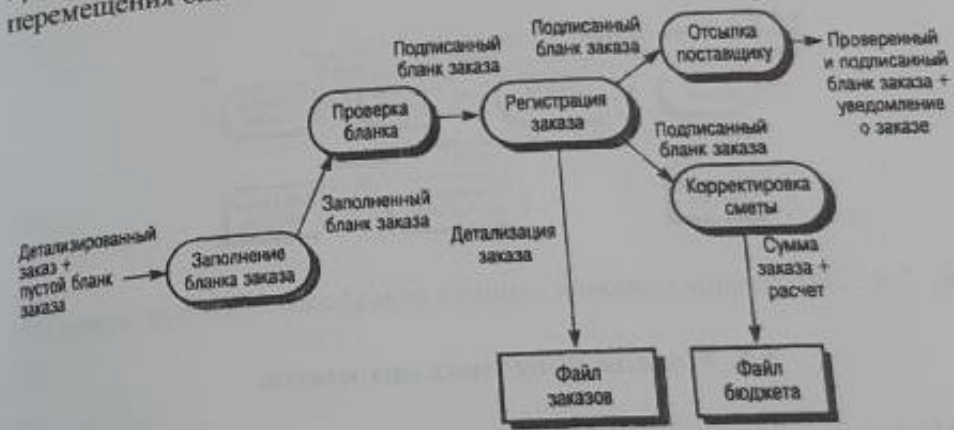 перемещения
Подписанный
бланк заказа
Подписанный
бланк заказа
Отсылка
поставщику
Проверенный
и подписанный
бланк заказа +
уведомление
о заказе
Проверка
бланка
Регистрация
заказа
Подписанный
бланк заказа
Заполненный
бланк заказа
Корректировка
сметы
Детализированный
заказ +
пустой бланк
заказа
Заполнение
бланка заказа
Детализация
заказа
Сумма
заказа +
расчет
Файл
заказов
Файл
бюджета